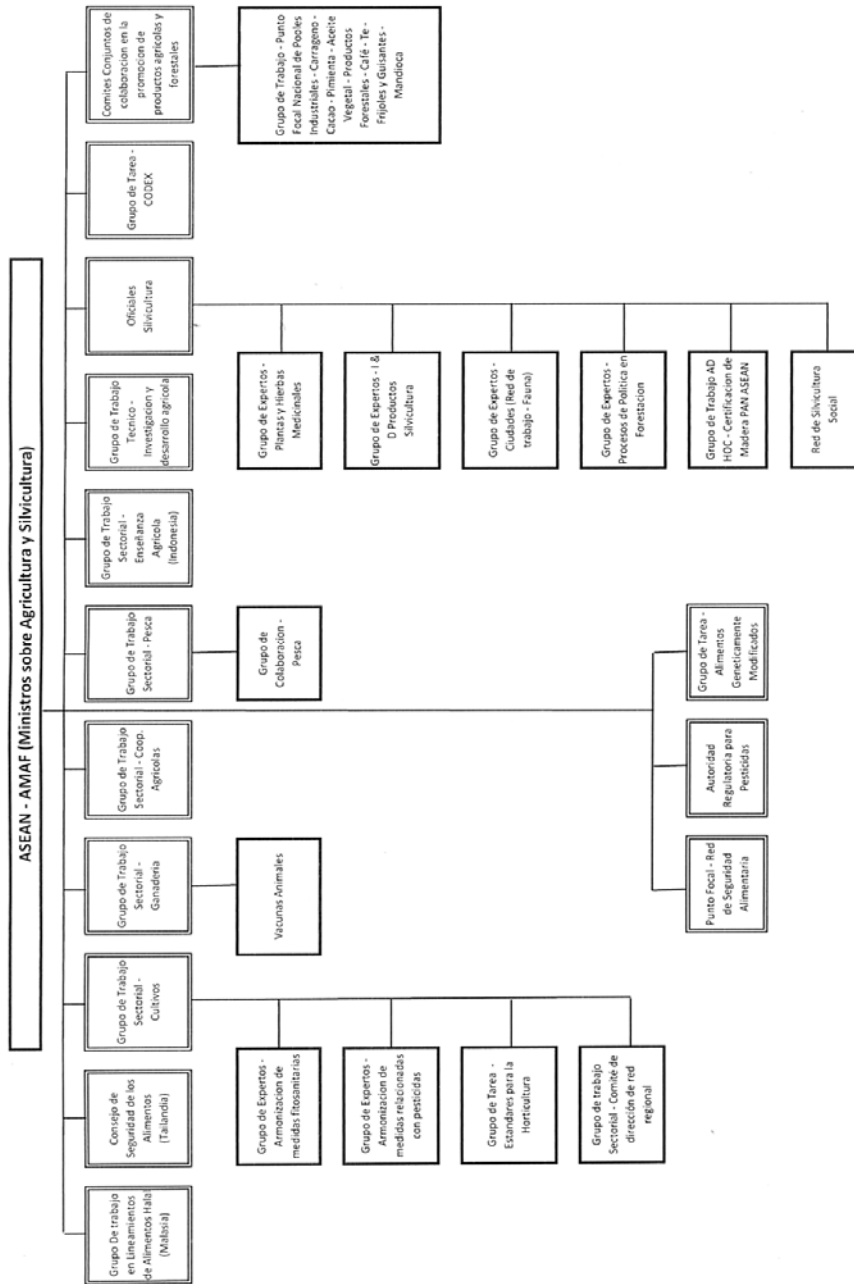 ASEAN - AMAF (Ministros sobre Agricultura y Silvicultura)
Grupo De trabajo
en Lineamientos
de Alimentos Halal
(Malasia)
Consejo de
Seguridad de los
Alimentos
(Tailandia)
Grupo de Trabajo
Sectorial -
Cultivos
Grupo de Trabajo
Sectorial -
Ganaderia
Grupo de Trabajo
Sectorial - Coop.
Agricolas
Grupo de Trabajo
Sectorial - Pesca
Grupo de Trabajo
Sectorial -
Enseñanza
Agricola
(Indonesia)
Grupo de Trabajo
Tecnico -
Investigacion y
desarrollo agricola
Oficiales
Silvicultura
Grupo de Tarea -
CODEX
Comites Conjuntos de
colaboracion en la
promocion de
productos agricolas y
forestales
Grupo de Expertos -
Armonizacion de
medidas fitosanitarias
Grupo de Expertos -
Armonizacion de
medidas relacionadas
con pesticidas
Grupo de Tarea -
Estandares para la
Horticultura
Grupo de trabajo
Sectorial - Comité de
dirección de red
regional
Vacunas Animales
Grupo de
Colaboracion -
Pesca
Grupo de Expertos -
Plantas y Hierbas
Medicinales
Grupo de Expertos - I &
D Productos
Silvicultura
Grupo de Expertos -
Ciudades (Red de
trabajo - Fauna)
Grupo de Expertos -
Procesos de Politica en
Forestacion
Grupo de Trabajo AD
HOC - Certificacion de
Madera PAN ASEAN
Red de Silvicultura
Social
Grupo de Trabajo - Punto
Focal Nacional de Pooles
Industriales - Carrageno -
Cacao - Pimienta - Aceite
Vegetal - Productos
Forestales - Café - Te -
Frijoles y Guisantes -
Mandioca
Punto Focal - Red
de Seguridad
Alimentaria
Autoridad
Regulatoria para
Pesticidas
Grupo de Tarea -
Alimentos
Geneticamente
Modificados